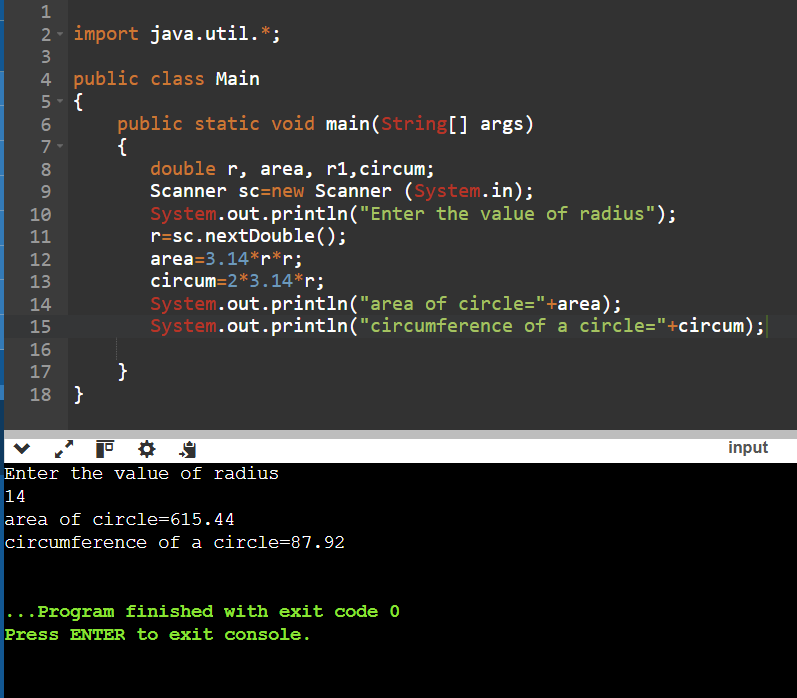 1
2 import java.util.*;
3
4 public class Main
5 {
6 public static void main(String[] args)
7 {
8 double r, area, r1,circum;
9 Scanner sc=new Scanner (System.in);
10 System.out.println("Enter the value of radius");
11 r=sc.nextDouble();
12 area=3.14*r*r;
13 circum=2*3.14*r;
14 System.out.println("area of circle="+area);
15 System.out.println("circumference of a circle="+circum);
16
17 }
18 }
input
Enter the value of radius
14
area of circle=615.44
circumference of a circle=87.92
...Program finished with exit code 0
Press ENTER to exit console.